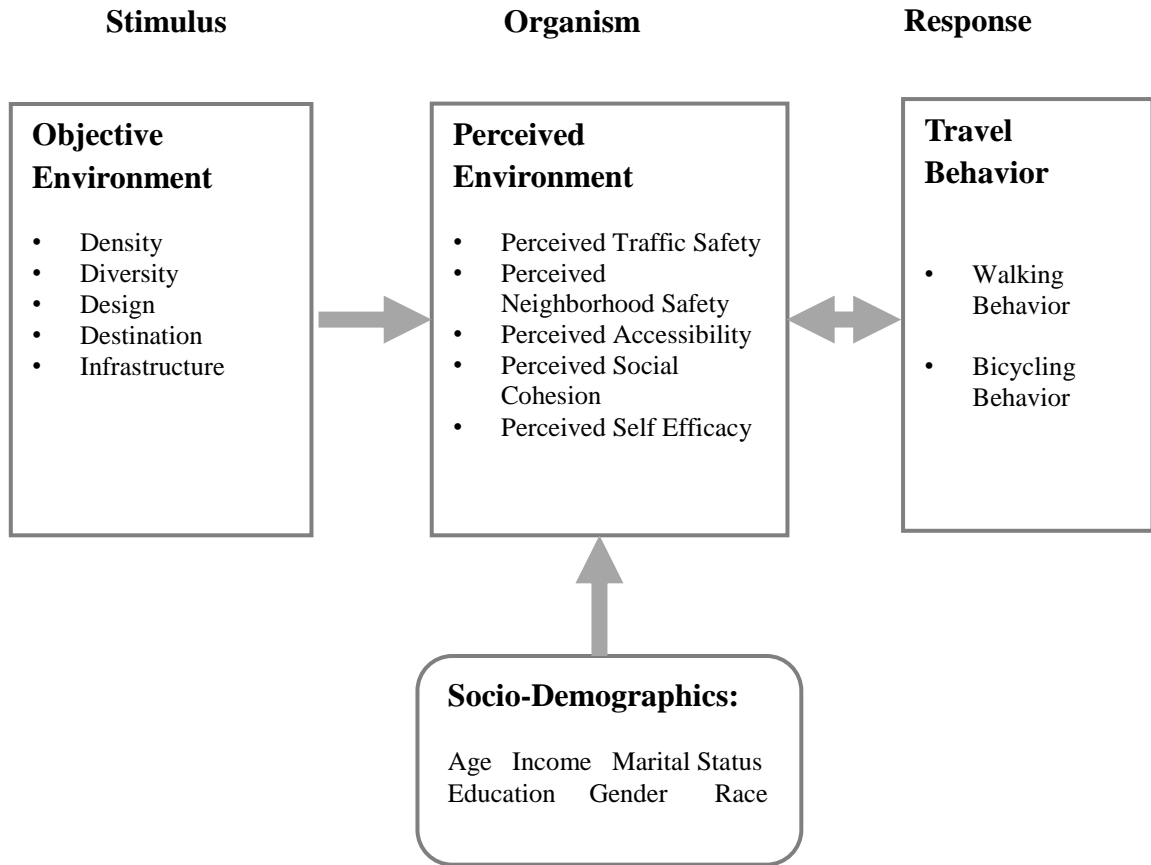 Stimulus
Organism
Response
Objective
Environment
• Density
• Diversity
• Design
• Destination
• Infrastructure
Perceived
Environment
• Perceived Traffic Safety
• Perceived
Neighborhood Safety
• Perceived Accessibility
• Perceived Social
Cohesion
• Perceived Self Efficacy
Travel
Behavior
• Walking
Behavior
• Bicycling
Behavior
Socio-Demographics:
Age Income Marital Status
Education Gender Race